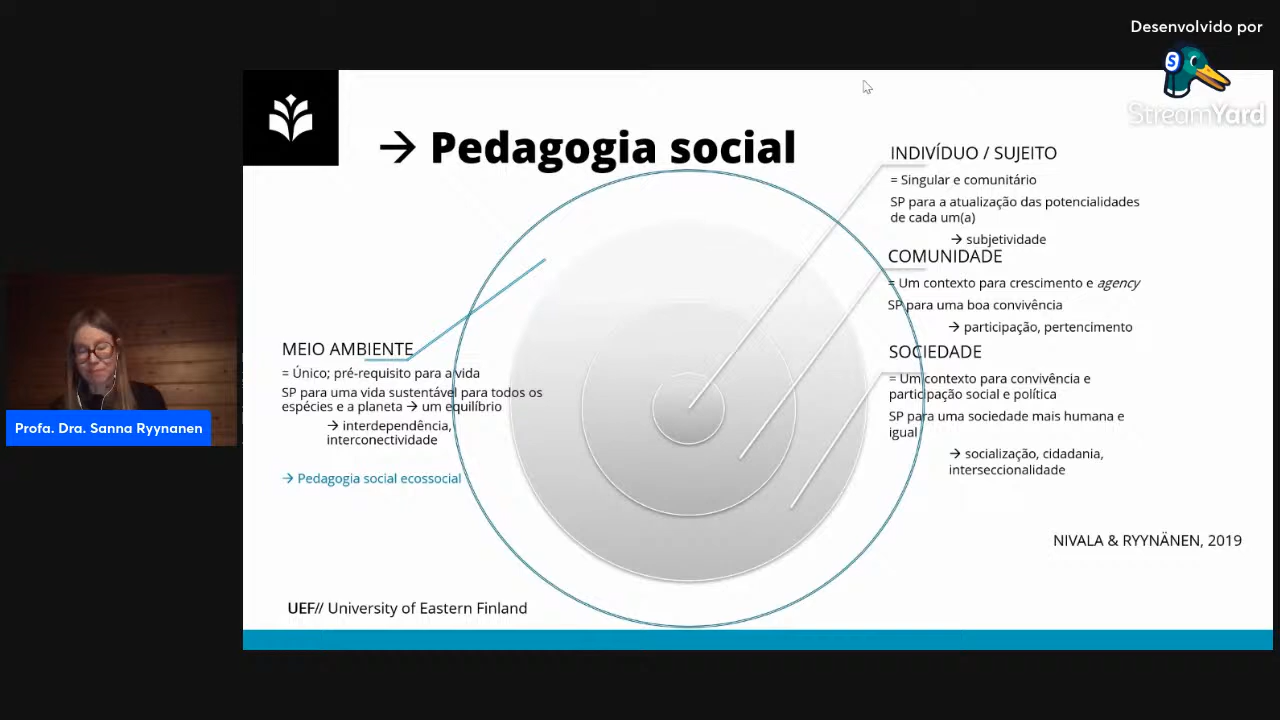 Desenvolvido por
S
StreamYard
→ Pedagogia social
INDIVÍDUO / SUJEITO
= Singular e comunitário
SP para a atualização das potencialidades
de cada um(a)
→ subjetividade
COMUNIDADE
= Um contexto para crescimento e agency
SP para uma boa convivência
→ participação, pertencimento
SOCIEDADE
= Um contexto para convivência e
participação social e política
SP para uma sociedade mais humana e
igual
→ socialização, cidadania,
interseccionalidade
MEIO AMBIENTE
= Único; pré-requisito para a vida
SP para uma vida sustentável para todos os
espécies e a planeta → um equilíbrio
→ interdependência,
interconectividade
→ Pedagogia social ecossocial
Profa. Dra. Sanna Ryynanen
NIVALA & RYYNÄNEN, 2019
UEF// University of Eastern Finland